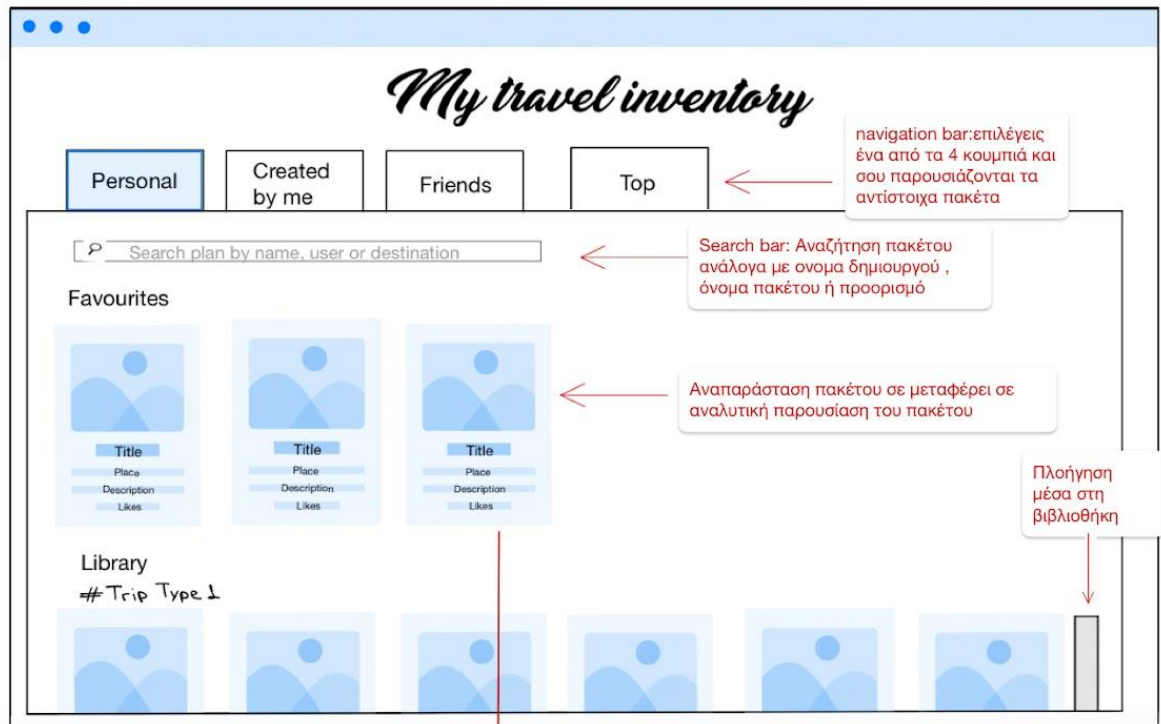 My travel inventory
navigation bar:επιλέγεις
ένα από τα 4 κουμπιά και
σου παρουσιάζονται τα
αντίστοιχα πακέτα
Personal
Created
by me
Friends
Top
Search plan by name, user or destination
Search bar: Αναζήτηση πακέτου
ανάλογα με ονομα δημιουργού ,
όνομα πακέτου ή προορισμό
Favourites
Αναπαράσταση πακέτου σε μεταφέρει σε
αναλυτική παρουσίαση του πακέτου
Title
Place
Description
Likes
Title
Place
Description
Likes
Title
Place
Description
Likes
Πλοήγηση
μέσα στη
βιβλιοθήκη
Library
#Trip Type 1